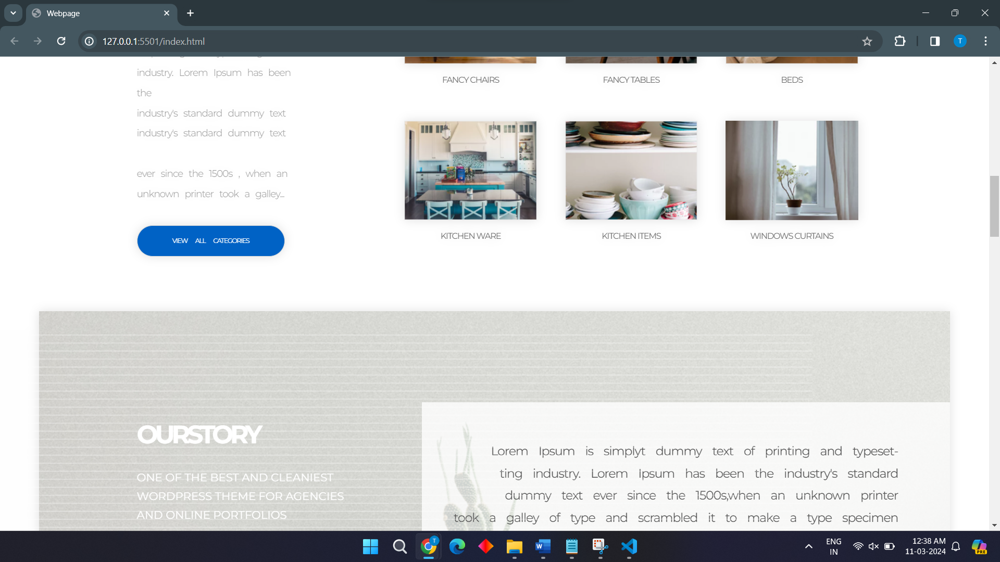 Webpage
127.0.0.1:5501/index.html
T
industry. Lorem Ipsum has been
the
industry's standard dummy text
industry's standard dummy text
ever since the 1500s , when an
unknown printer took a galley...
VIEW ALL CATEGORIES
FANCY CHAIRS
FANCY TABLES
BEDS
KITCHEN WARE
KITCHEN ITEMS
WINDOWS CURTAINS
OURSTORY
ONE OF THE BEST AND CLEANIEST
WORDPRESS THEME FOR AGENCIES
AND ONLINE PORTFOLIOS
Lorem Ipsum is simplyt dummy text of printing and typeset-
ting industry. Lorem Ipsum has been the industry's standard
dummy text ever since the 1500s,when an unknown printer
took a galley of type and scrambled it to make a type specimen
T
W
ENG
IN
12:38 AM
11-03-2024
PRE